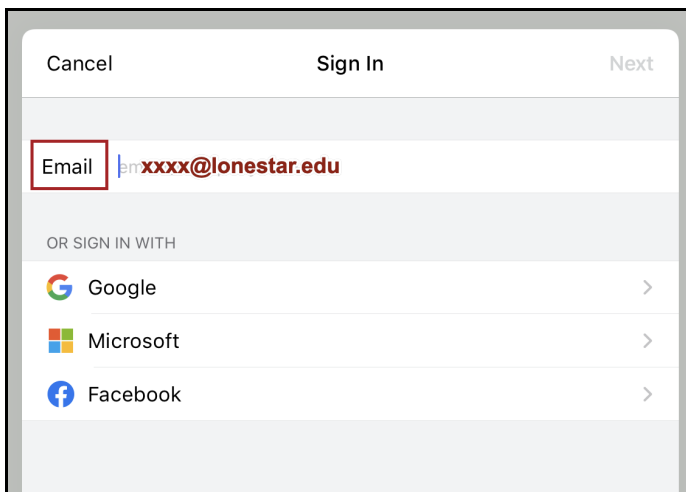 Cancel Sign In Next
Email xxxx@lonestar.edu
OR SIGN IN WITH
Google
Microsoft
Facebook